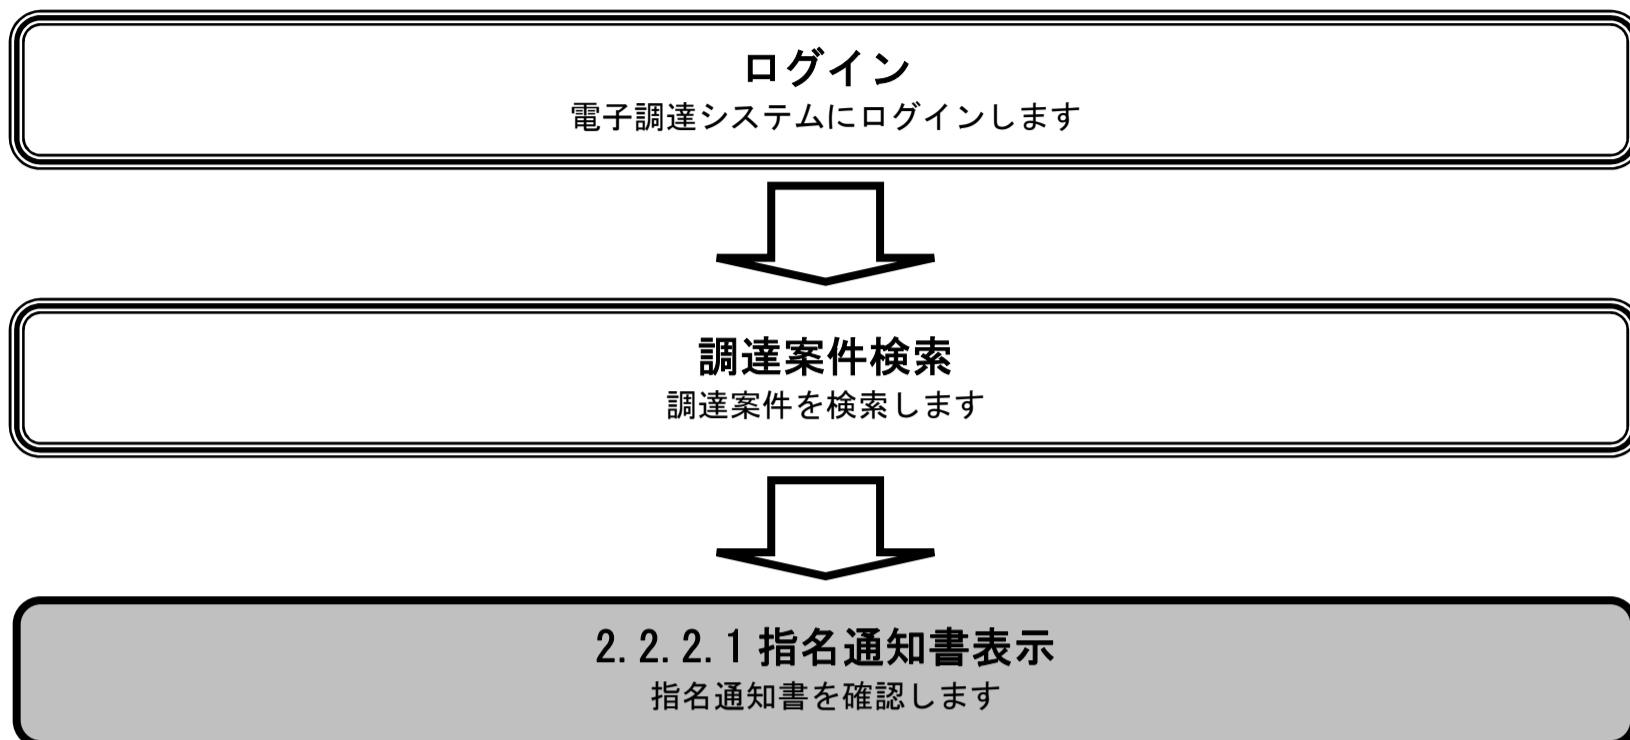 ログイン
電子調達システムにログインします
調達案件検索
調達案件を検索します
2.2.2.1 指名通知書表示
指名通知書を確認します